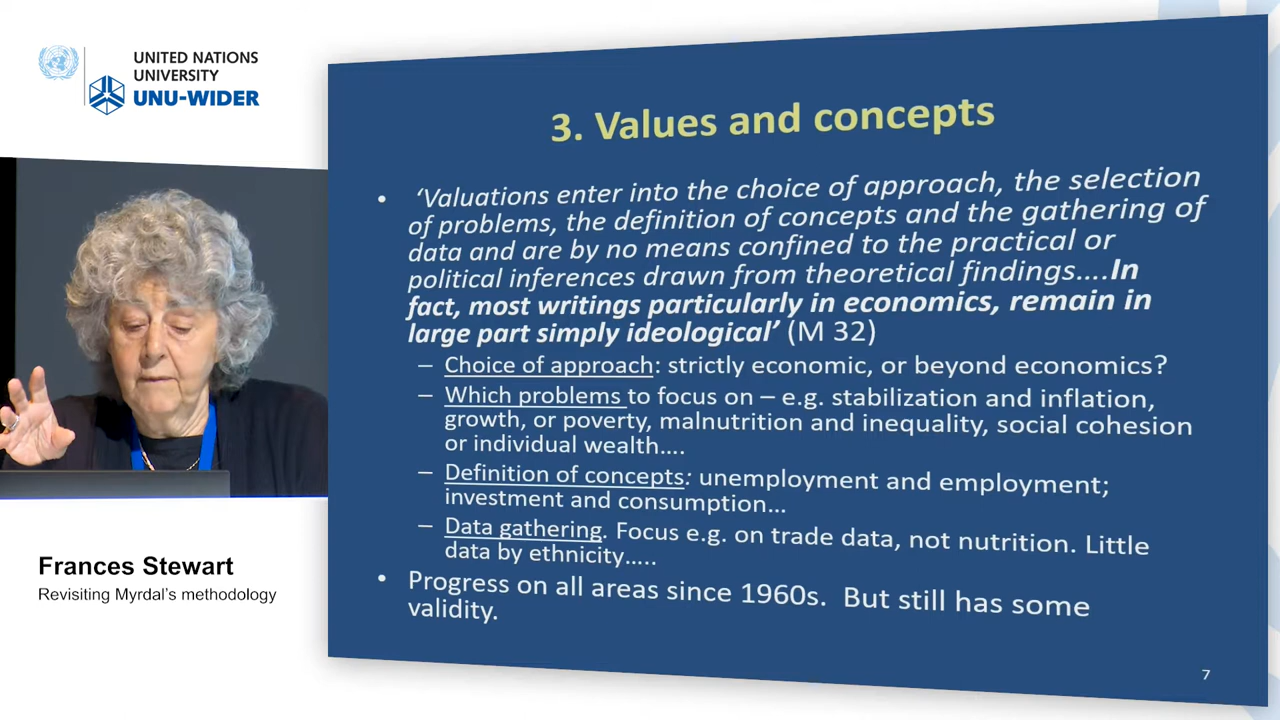 UNITED NATIONS
UNIVERSITY
UNU-WIDER
3. Values and concepts
• ‘Valuations enter into the choice of approach, the selection
of problems, the definition of concepts and the gathering of
data and are by no means confined to the practical or
political inferences drawn from theoretical findings….In
fact, most writings particularly in economics, remain in
large part simply ideological’ (M 32)
– Choice of approach: strictly economic, or beyond economics?
– Which problems to focus on – e.g. stabilization and inflation,
growth, or poverty, malnutrition and inequality, social cohesion
or individual wealth….
– Definition of concepts: unemployment and employment;
investment and consumption…
– Data gathering. Focus e.g. on trade data, not nutrition. Little
data by ethnicity…..
• Progress on all areas since 1960s. But still has some
validity.
7
Frances Stewart
Revisiting Myrdal’s methodology